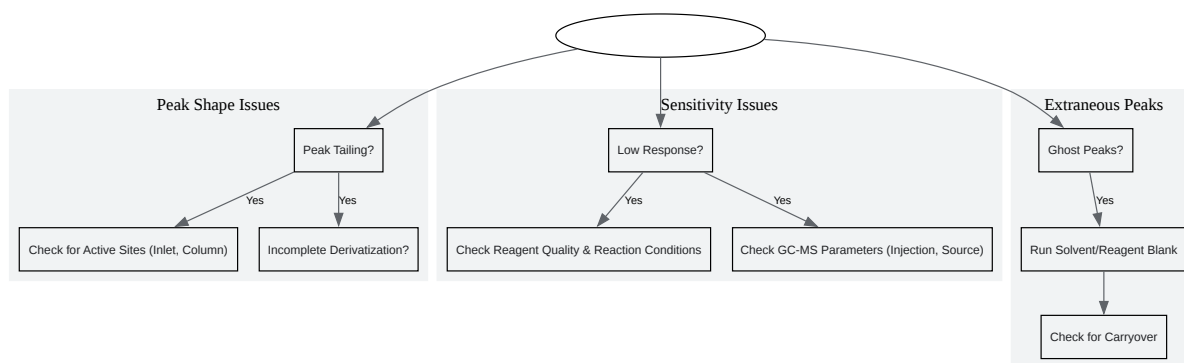 Peak Shape Issues
Sensitivity Issues
Extraneous Peaks
Peak Tailing?
Low Response?
Ghost Peaks?
Yes
Yes
Yes
Yes
Yes
Check for Active Sites (Inlet, Column)
Incomplete Derivatization?
Check Reagent Quality & Reaction Conditions
Check GC-MS Parameters (Injection, Source)
Run Solvent/Reagent Blank
Check for Carryover